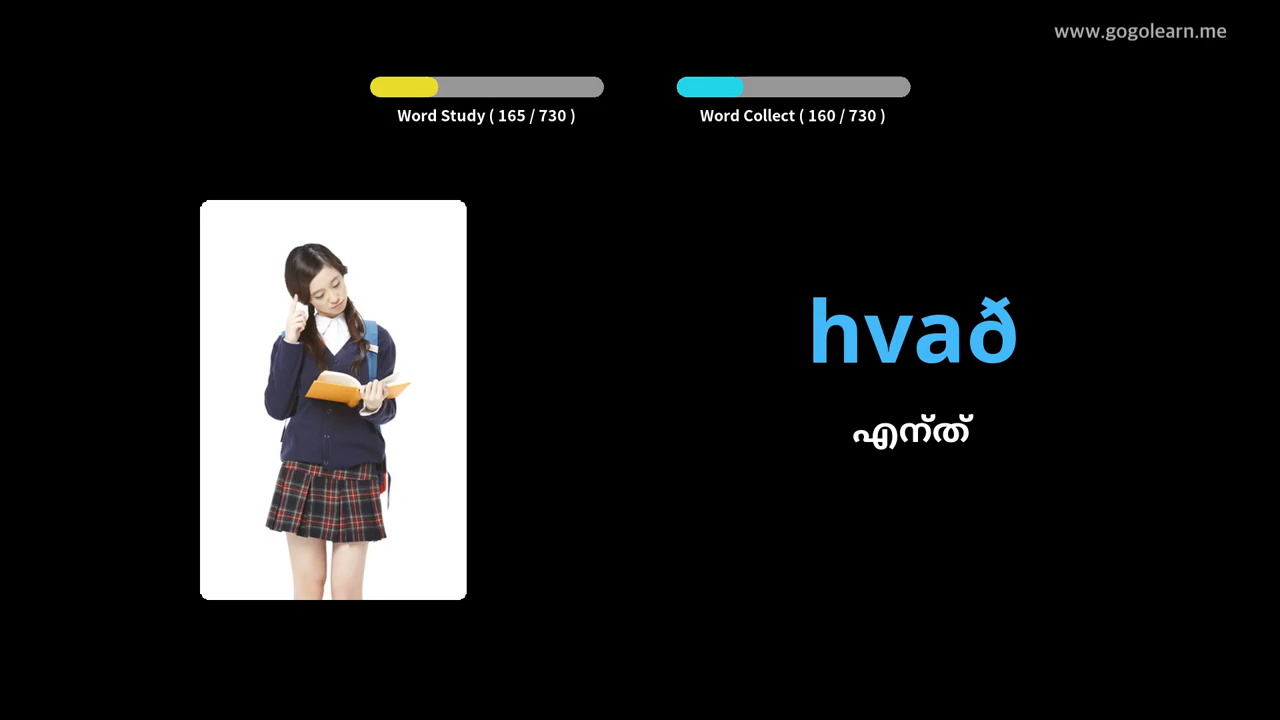 www.gogolearn.me
Word Study ( 165 / 730 )
Word Collect ( 160 / 730 )
hvað
എന്ത്